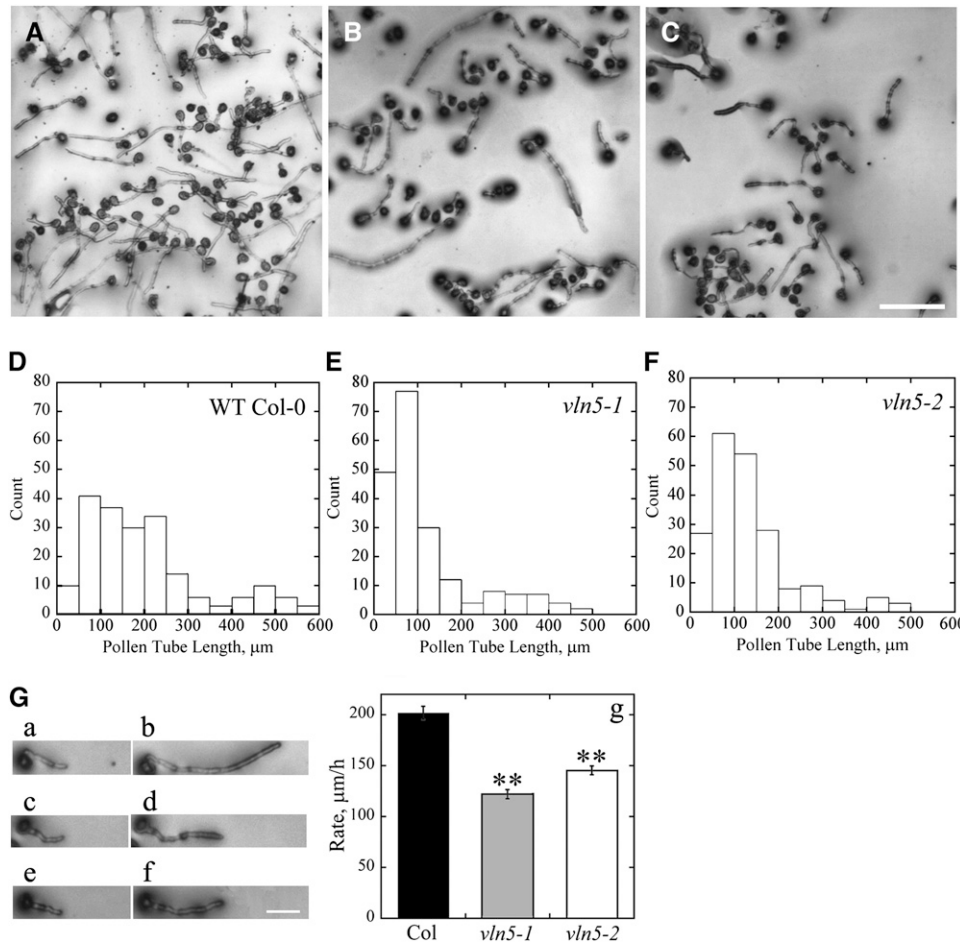 A
B
C
D
E
F
80
70
60
50
40
30
20
10
0
Count
WT Col-0
0
100
200
300
400
500
600
Pollen Tube Length, μm
80
70
60
50
40
30
20
10
0
Count
vln5-1
0
100
200
300
400
500
600
Pollen Tube Length, μm
80
70
60
50
40
30
20
10
0
Count
vln5-2
0
100
200
300
400
500
600
Pollen Tube Length, μm
G
a
b
c
d
e
f
g
200
150
100
50
0
Rate, μm/h
**
**
Col
vln5-1
vln5-2